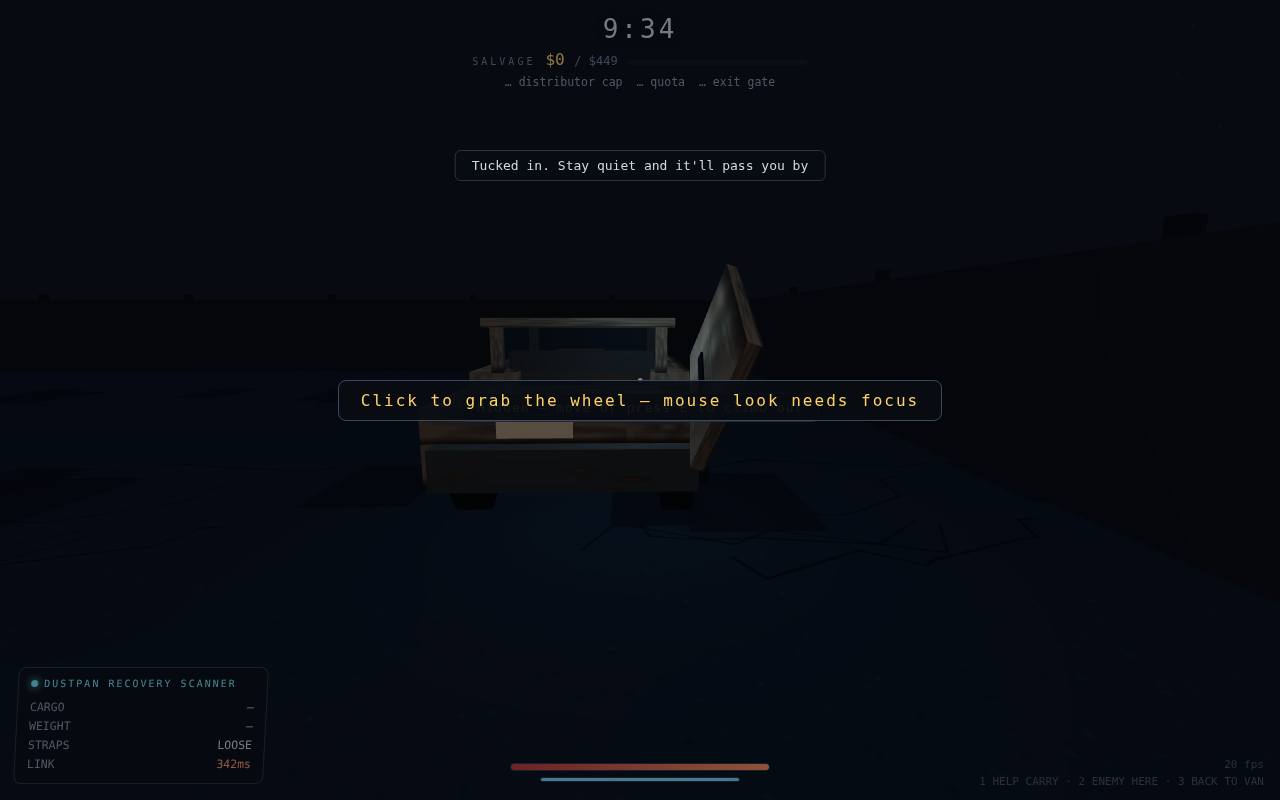 9:34
SALVAGE $0 / $449
… distributor cap … quota … exit gate
Tucked in. Stay quiet and it'll pass you by
Click to grab the wheel — mouse look needs focus
DUSTPAN RECOVERY SCANNER
CARGO —
WEIGHT —
STRAPS LOOSE
LINK 342ms
20 fps
1 HELP CARRY · 2 ENEMY HERE · 3 BACK TO VAN